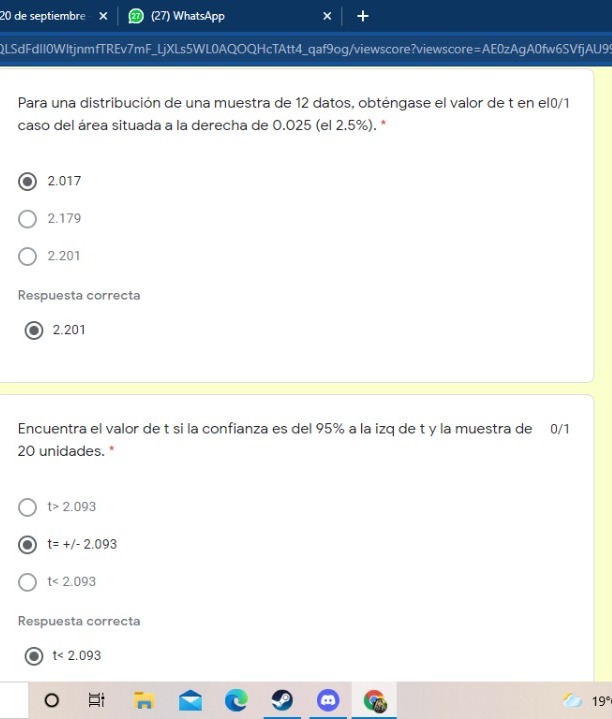 20 de septiembre × 27 (27) WhatsApp × +
QLSdFdIl0WltjnmfTREv7mF_LjXLs5WL0AQOQHcTAtt4_qaf9og/viewscore?viewscore=AE0zAgA0fw6SVfjAU99
Para una distribución de una muestra de 12 datos, obténgase el valor de t en el 0/1
caso del área situada a la derecha de 0.025 (el 2.5%). *
2.017
2.179
2.201
Respuesta correcta
2.201
Encuentra el valor de t si la confianza es del 95% a la izq de t y la muestra de 0/1
20 unidades. *
t> 2.093
t= +/- 2.093
t< 2.093
Respuesta correcta
t< 2.093
19°